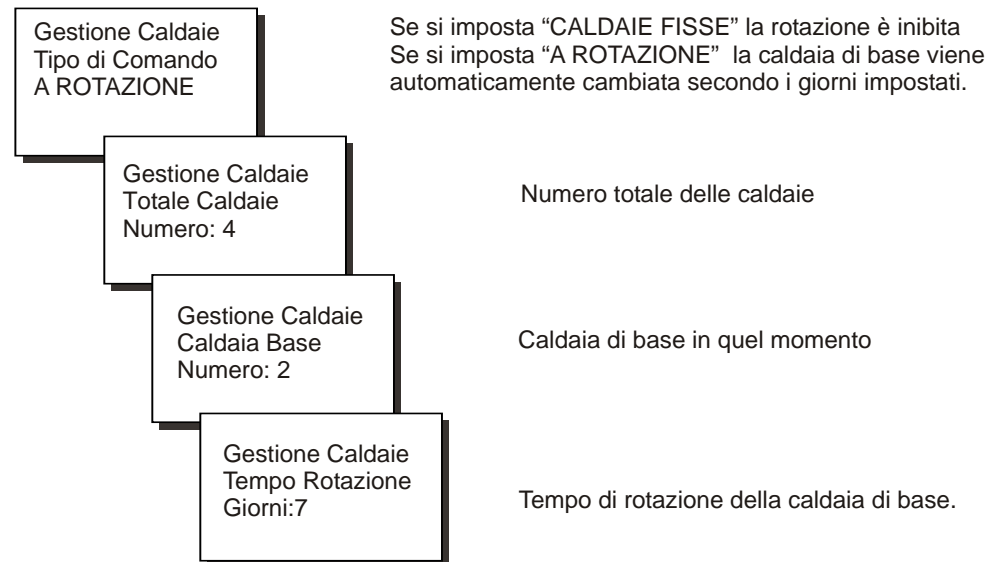 Gestione Caldaie
Tipo di Comando
A ROTAZIONE
Se si imposta “CALDAIE FISSE” la rotazione è inibita
Se si imposta “A ROTAZIONE” la caldaia di base viene
automaticamente cambiata secondo i giorni impostati.
Gestione Caldaie
Totale Caldaie
Numero: 4
Numero totale delle caldaie
Gestione Caldaie
Caldaia Base
Numero: 2
Caldaia di base in quel momento
Gestione Caldaie
Tempo Rotazione
Giorni:7
Tempo di rotazione della caldaia di base.